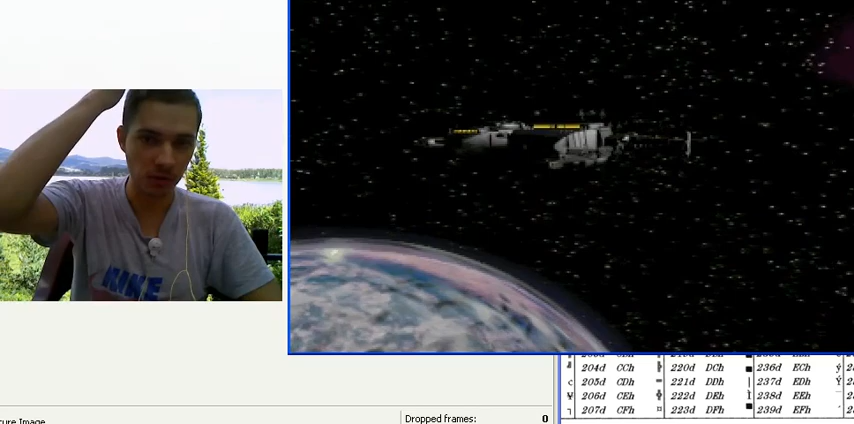 NIKE
204d CCh 220d DCh 236d ECh
205d CDh 221d DDh 237d EDh
206d CEh 222d DEh 238d EEh
207d CFh 223d DFh 239d EFh
ture Image Dropped frames: 0